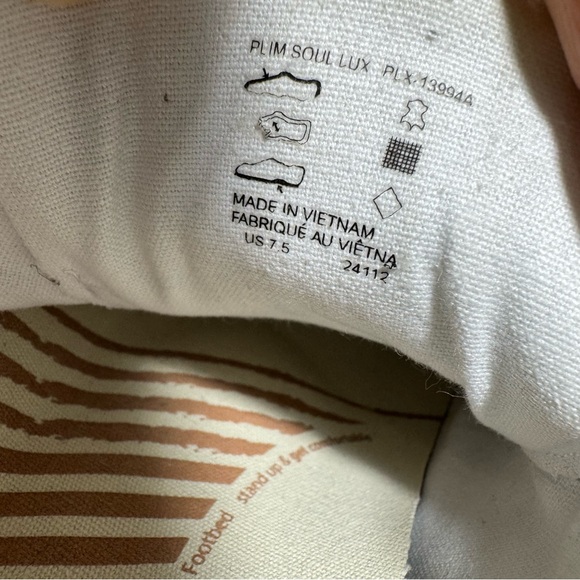 PLIM SOUL LUX PLX-13994A
MADE IN VIETNAM
FABRIQUÉ AU VIÊTNA
US 7.5 24112
stand up & get comfortable
Footbed